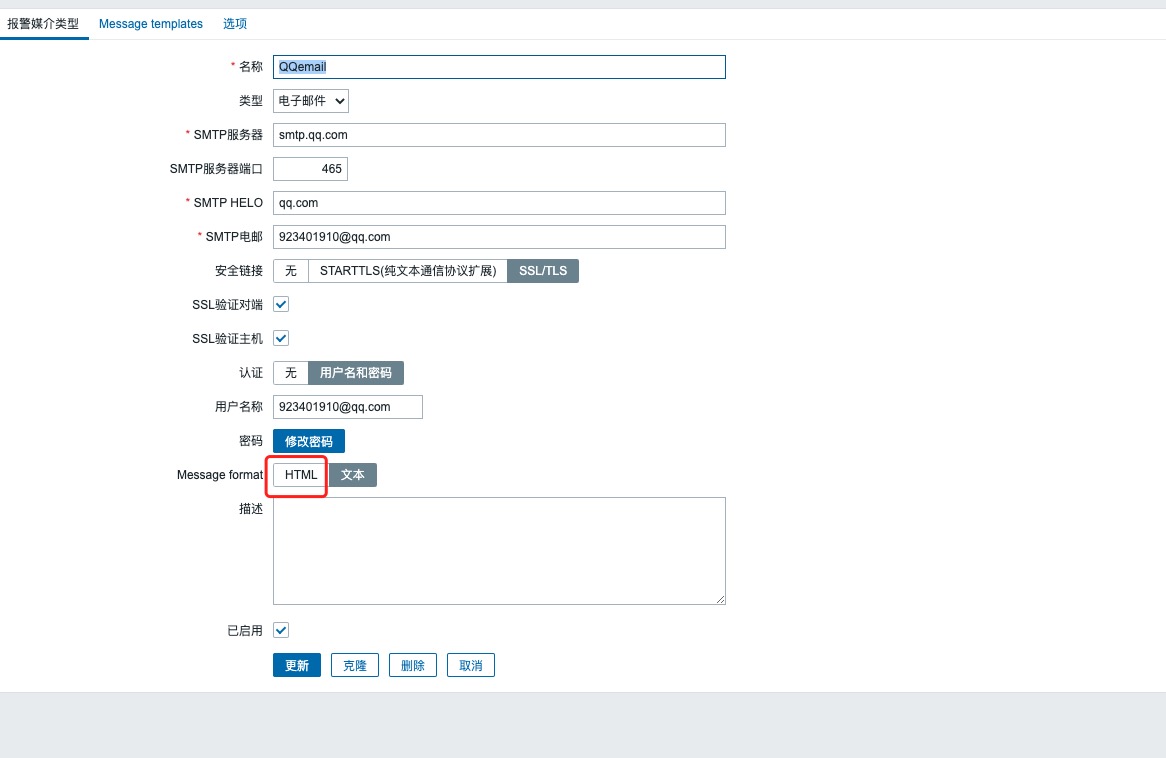 报警媒介类型 Message templates 选项
* 名称 QQemail
类型 电子邮件
* SMTP服务器 smtp.qq.com
SMTP服务器端口 465
* SMTP HELO qq.com
* SMTP电邮 923401910@qq.com
安全链接 无 STARTTLS(纯文本通信协议扩展) SSL/TLS
SSL验证对端
SSL验证主机
认证 无 用户名和密码
用户名称 923401910@qq.com
密码 修改密码
Message format HTML 文本
描述
已启用
更新 克隆 删除 取消